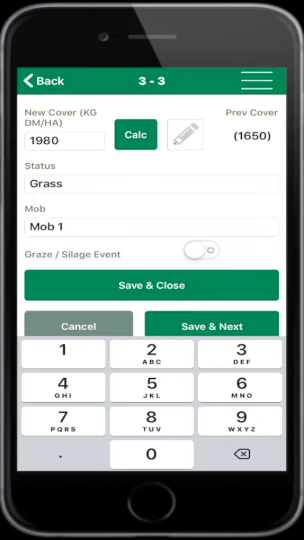 Back
3 - 3
New Cover (KG DM/HA)
Prev Cover
1980
Calc
(1650)
Status
Grass
Mob
Mob 1
Graze / Silage Event
Save & Close
Cancel
Save & Next
1
2 ABC
3 DEF
4 GHI
5 JKL
6 MNO
7 PQRS
8 TUV
9 WXYZ
.
0